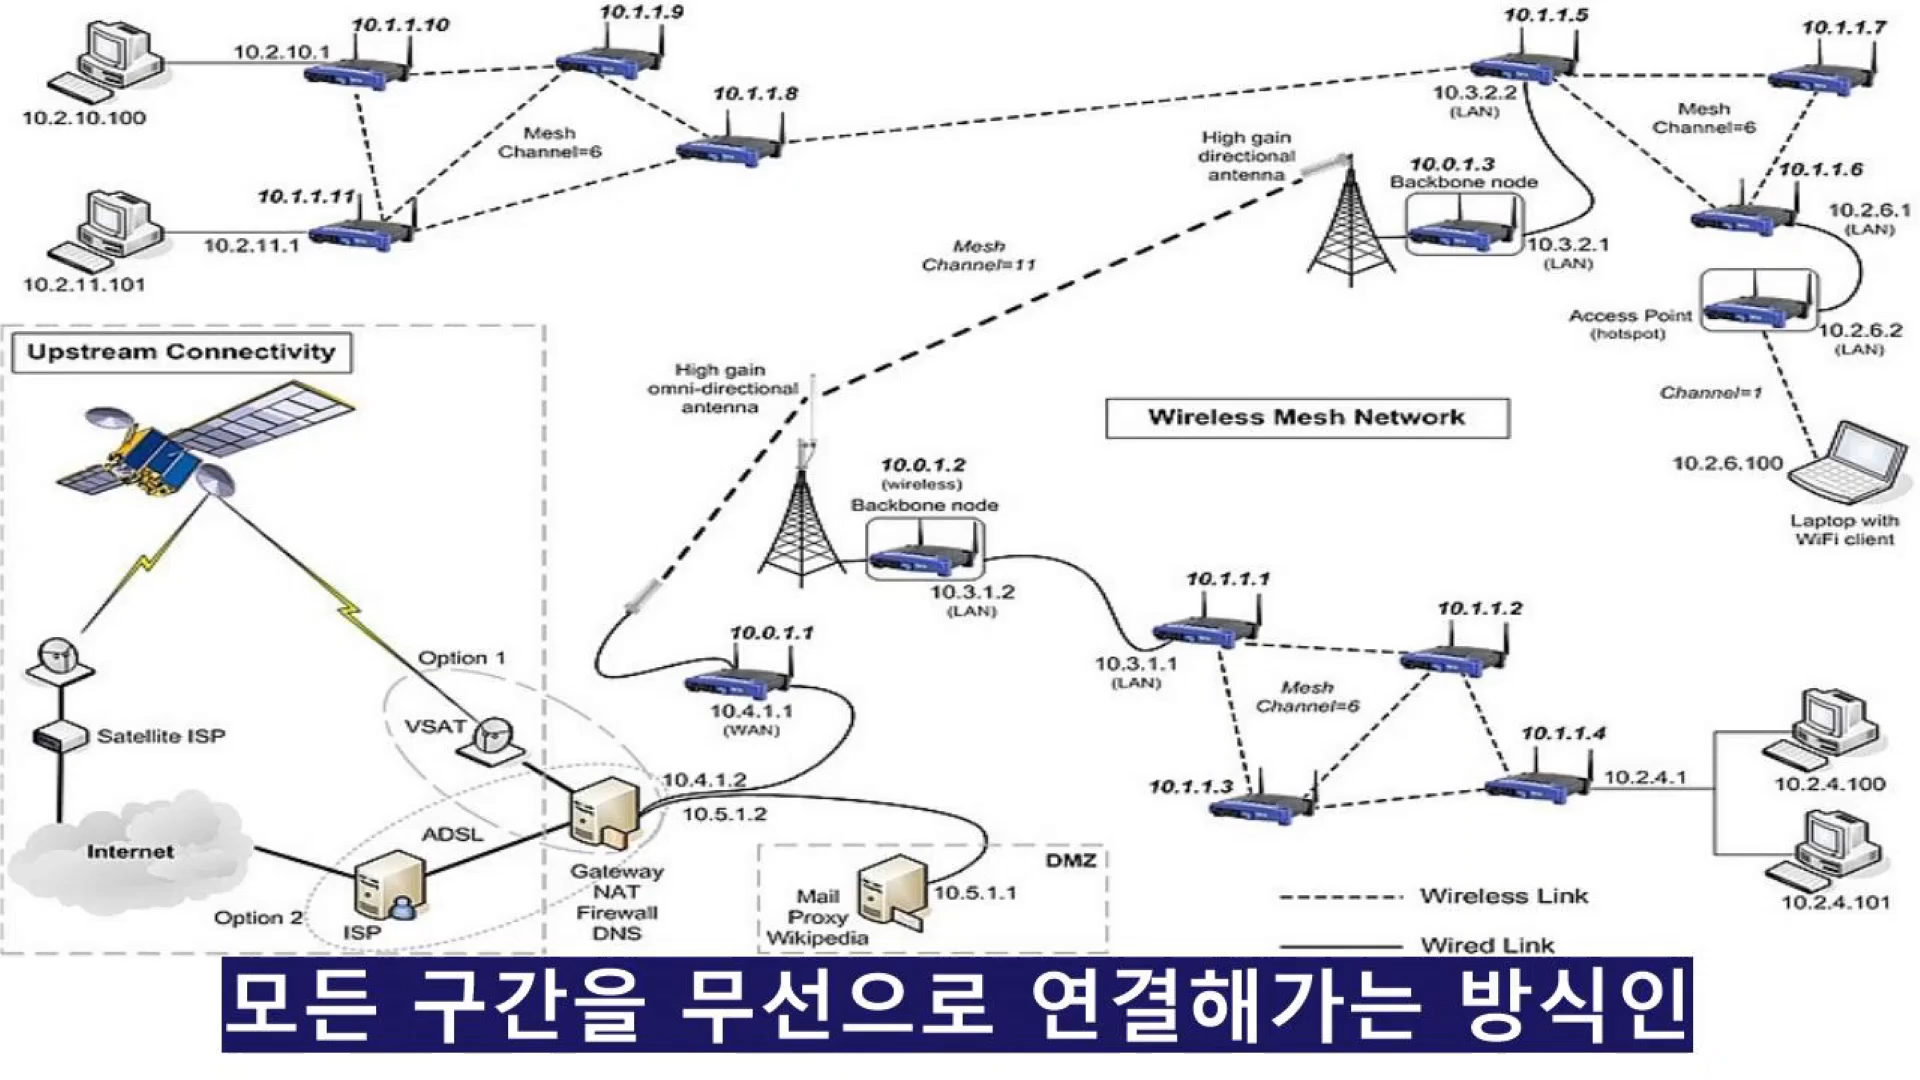 10.1.1.10
10.1.1.9
10.2.10.1
10.2.10.100
10.1.1.8
Mesh
Channel=6
10.1.1.11
10.2.11.1
10.2.11.101
10.1.1.5
10.1.1.7
10.3.2.2
(LAN)
Mesh
Channel=6
High gain
directional
antenna
10.0.1.3
Backbone node
10.3.2.1
(LAN)
10.1.1.6
10.2.6.1
(LAN)
Mesh
Channel=11
Access Point
(hotspot)
10.2.6.2
(LAN)
Channel=1
10.2.6.100
Laptop with
WiFi client
Upstream Connectivity
High gain
omni-directional
antenna
Wireless Mesh Network
10.0.1.2
(wireless)
Backbone node
10.3.1.2
(LAN)
10.1.1.1
10.1.1.2
10.3.1.1
(LAN)
Mesh
Channel=6
10.1.1.3
10.1.1.4
10.2.4.1
10.2.4.100
10.2.4.101
10.0.1.1
10.4.1.1
(WAN)
Option 1
VSAT
Satellite ISP
10.4.1.2
10.5.1.2
ADSL
Internet
Option 2
ISP
Gateway
NAT
Firewall
DNS
DMZ
Mail
Proxy
Wikipedia
10.5.1.1
Wireless Link
Wired Link
모든 구간을 무선으로 연결해가는 방식인